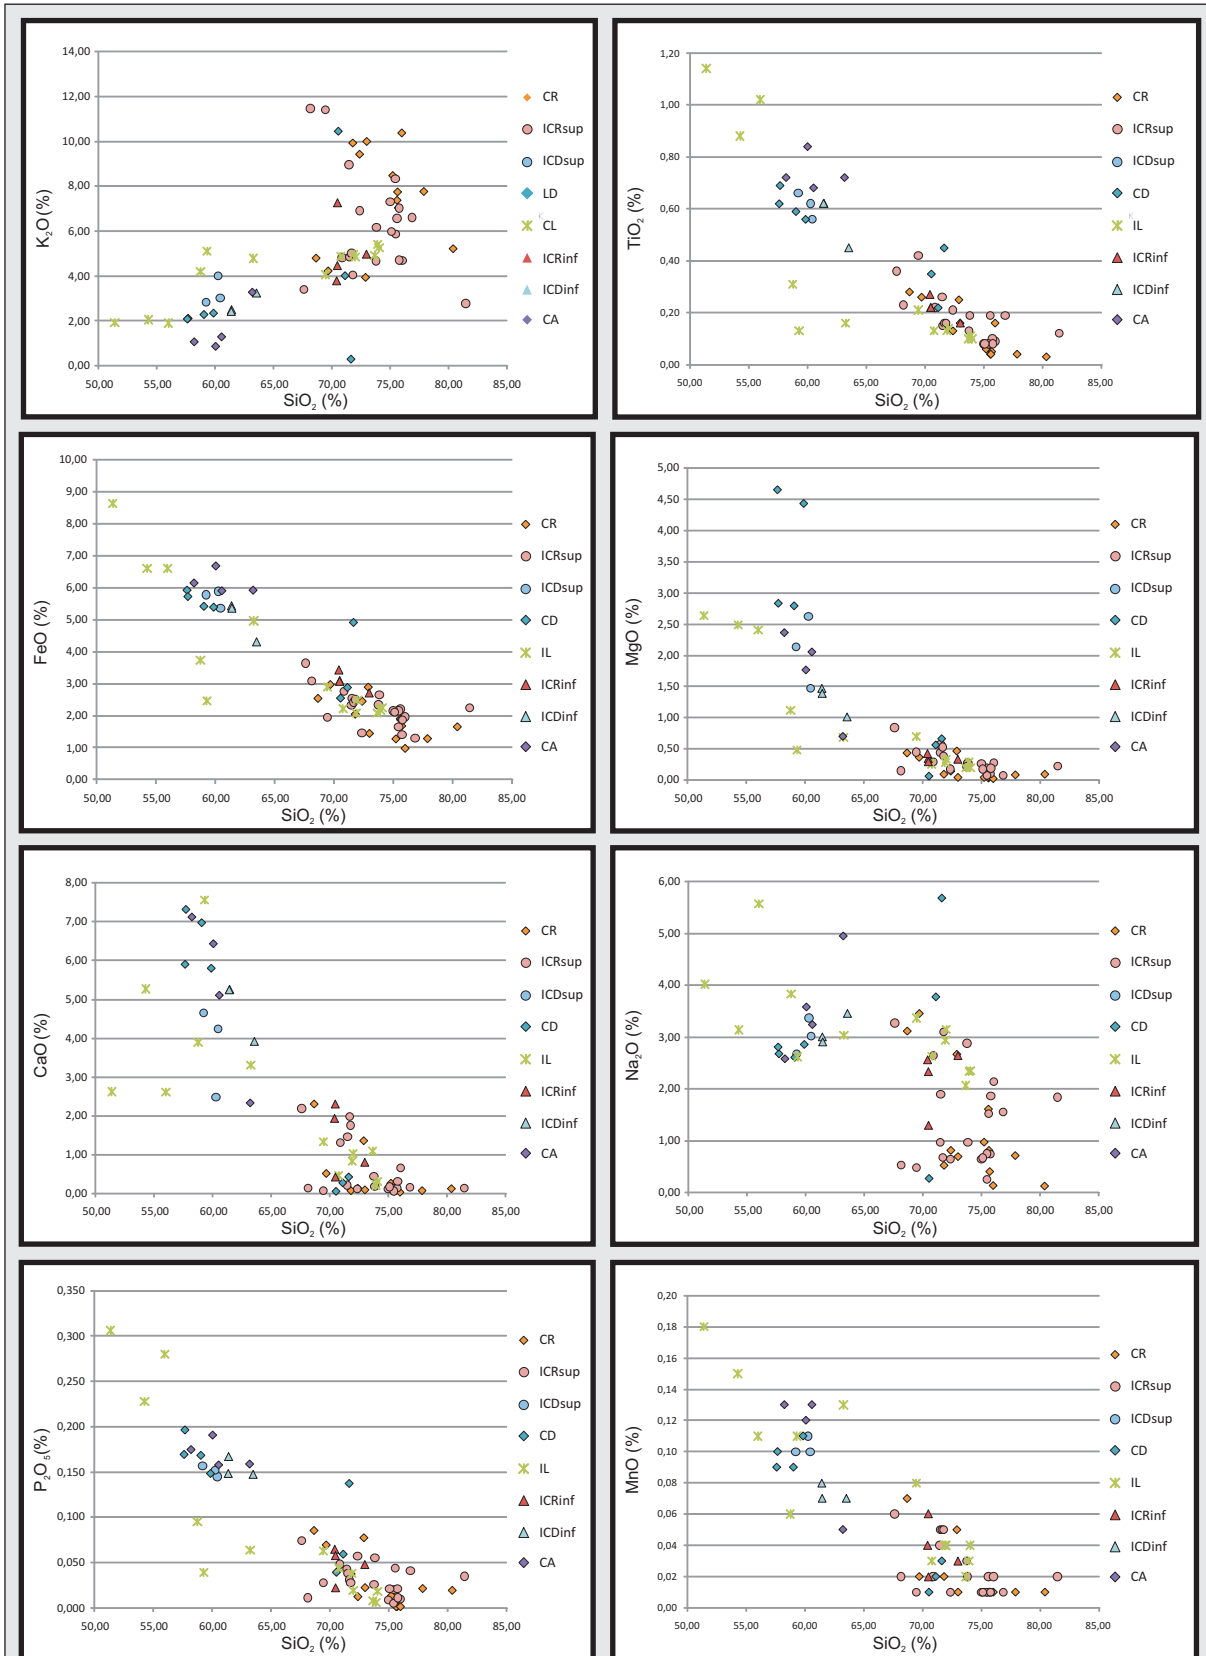 14,00
12,00
10,00
8,00
6,00
4,00
2,00
0,00
K₂O (%)
50,00 55,00 60,00 65,00 70,00 75,00 80,00 85,00
SiO₂ (%)
CR
ICRsup
ICDsup
LD
CL
ICRinf
ICDinf
CA
1,20
1,00
0,80
0,60
0,40
0,20
0,00
TiO₂ (%)
50,00 55,00 60,00 65,00 70,00 75,00 80,00 85,00
SiO₂ (%)
CR
ICRsup
ICDsup
CD
IL
ICRinf
ICDinf
CA
10,00
9,00
8,00
7,00
6,00
5,00
4,00
3,00
2,00
1,00
0,00
FeO (%)
50,00 55,00 60,00 65,00 70,00 75,00 80,00 85,00
SiO₂ (%)
CR
ICRsup
ICDsup
CD
IL
ICRinf
ICDinf
CA
5,00
4,50
4,00
3,50
3,00
2,50
2,00
1,50
1,00
0,50
0,00
MgO (%)
50,00 55,00 60,00 65,00 70,00 75,00 80,00 85,00
SiO₂ (%)
CR
ICRsup
ICDsup
CD
IL
ICRinf
ICDinf
CA
8,00
7,00
6,00
5,00
4,00
3,00
2,00
1,00
0,00
CaO (%)
50,00 55,00 60,00 65,00 70,00 75,00 80,00 85,00
SiO₂ (%)
CR
ICRsup
ICDsup
CD
IL
ICRinf
ICDinf
CA
6,00
5,00
4,00
3,00
2,00
1,00
0,00
Na₂O (%)
50,00 55,00 60,00 65,00 70,00 75,00 80,00 85,00
SiO₂ (%)
CR
ICRsup
ICDsup
CD
IL
ICRinf
ICDinf
CA
0,350
0,300
0,250
0,200
0,150
0,100
0,050
0,000
P₂O₅(%)
50,00 55,00 60,00 65,00 70,00 75,00 80,00 85,00
SiO₂ (%)
CR
ICRsup
ICDsup
CD
IL
ICRinf
ICDinf
CA
0,20
0,18
0,16
0,14
0,12
0,10
0,08
0,06
0,04
0,02
0,00
MnO (%)
50,00 55,00 60,00 65,00 70,00 75,00 80,00 85,00
SiO₂ (%)
CR
ICRsup
ICDsup
CD
IL
ICRinf
ICDinf
CA